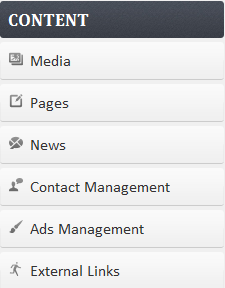 CONTENT
Media
Pages
News
Contact Management
Ads Management
External Links